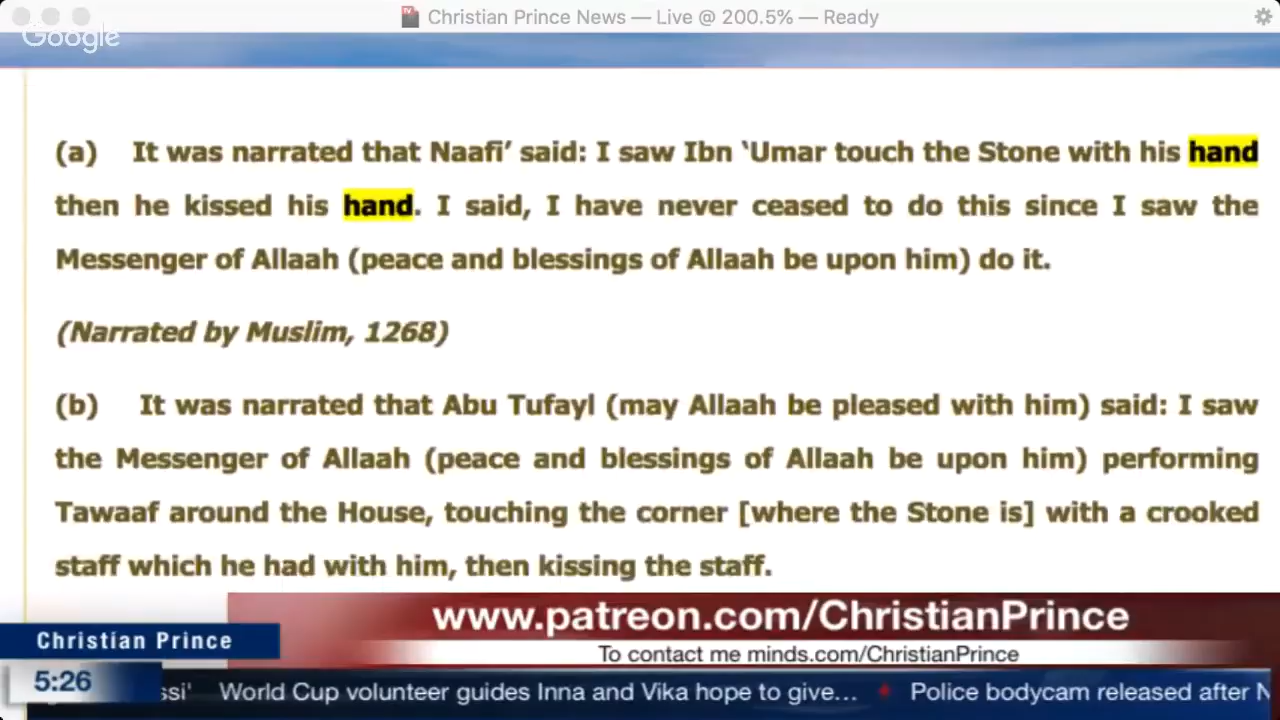 Christian Prince News — Live @ 200.5% — Ready
Google
(a) It was narrated that Naafi’ said: I saw Ibn ‘Umar touch the Stone with his hand
then he kissed his hand. I said, I have never ceased to do this since I saw the
Messenger of Allaah (peace and blessings of Allaah be upon him) do it.
(Narrated by Muslim, 1268)
(b) It was narrated that Abu Tufayl (may Allaah be pleased with him) said: I saw
the Messenger of Allaah (peace and blessings of Allaah be upon him) performing
Tawaaf around the House, touching the corner [where the Stone is] with a crooked
staff which he had with him, then kissing the staff.
www.patreon.com/ChristianPrince
Christian Prince
To contact me minds.com/ChristianPrince
5:26
ssi' World Cup volunteer guides Inna and Vika hope to give... Police bodycam released after N